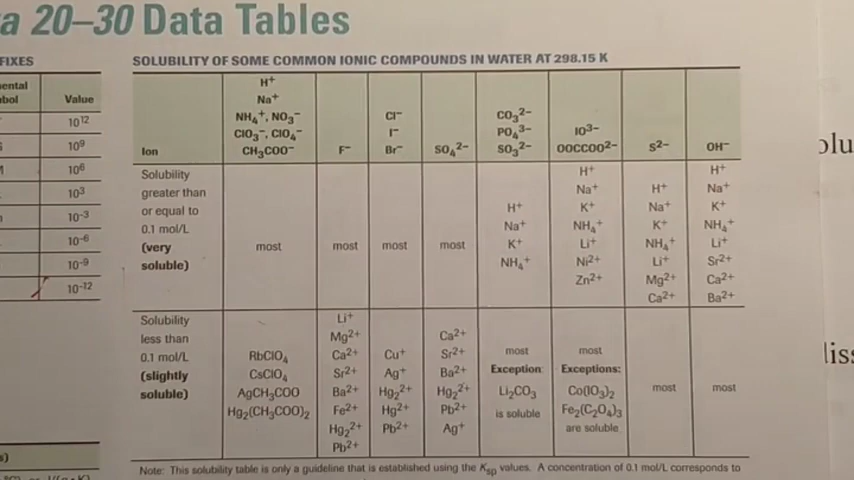 a 20–30 Data Tables
FIXES
SOLUBILITY OF SOME COMMON IONIC COMPOUNDS IN WATER AT 298.15 K
ental
bol
Value
10¹²
10⁹
10⁶
10³
10⁻³
10⁻⁶
10⁻⁹
10⁻¹²
Ion
H⁺
Na⁺
NH₄⁺, NO₃⁻
ClO₃⁻, ClO₄⁻
CH₃COO⁻
F⁻
Cl⁻
I⁻
Br⁻
SO₄²⁻
CO₃²⁻
PO₄³⁻
SO₃²⁻
IO³⁻
OOCCOO²⁻
S²⁻
OH⁻
Solubility
greater than
or equal to
0.1 mol/L
(very
soluble)
most
most
most
most
H⁺
Na⁺
K⁺
NH₄⁺
H⁺
Na⁺
K⁺
NH₄⁺
Li⁺
Ni²⁺
Zn²⁺
H⁺
Na⁺
K⁺
NH₄⁺
Li⁺
Mg²⁺
Ca²⁺
H⁺
Na⁺
K⁺
NH₄⁺
Li⁺
Sr²⁺
Ca²⁺
Ba²⁺
Solubility
less than
0.1 mol/L
(slightly
soluble)
RbClO₄
CsClO₄
AgCH₃COO
Hg₂(CH₃COO)₂
Li⁺
Mg²⁺
Ca²⁺
Sr²⁺
Ba²⁺
Fe²⁺
Hg₂²⁺
Pb²⁺
Cu⁺
Ag⁺
Hg₂²⁺
Hg²⁺
Pb²⁺
Ca²⁺
Sr²⁺
Ba²⁺
Hg₂²⁺
Pb²⁺
Ag⁺
most
Exception:
Li₂CO₃
is soluble
most
Exceptions:
Co(IO₃)₂
Fe₂(C₂O₄)₃
are soluble
most
most
Note: This solubility table is only a guideline that is established using the Kₛₚ values. A concentration of 0.1 mol/L corresponds to
s)
olu
liss